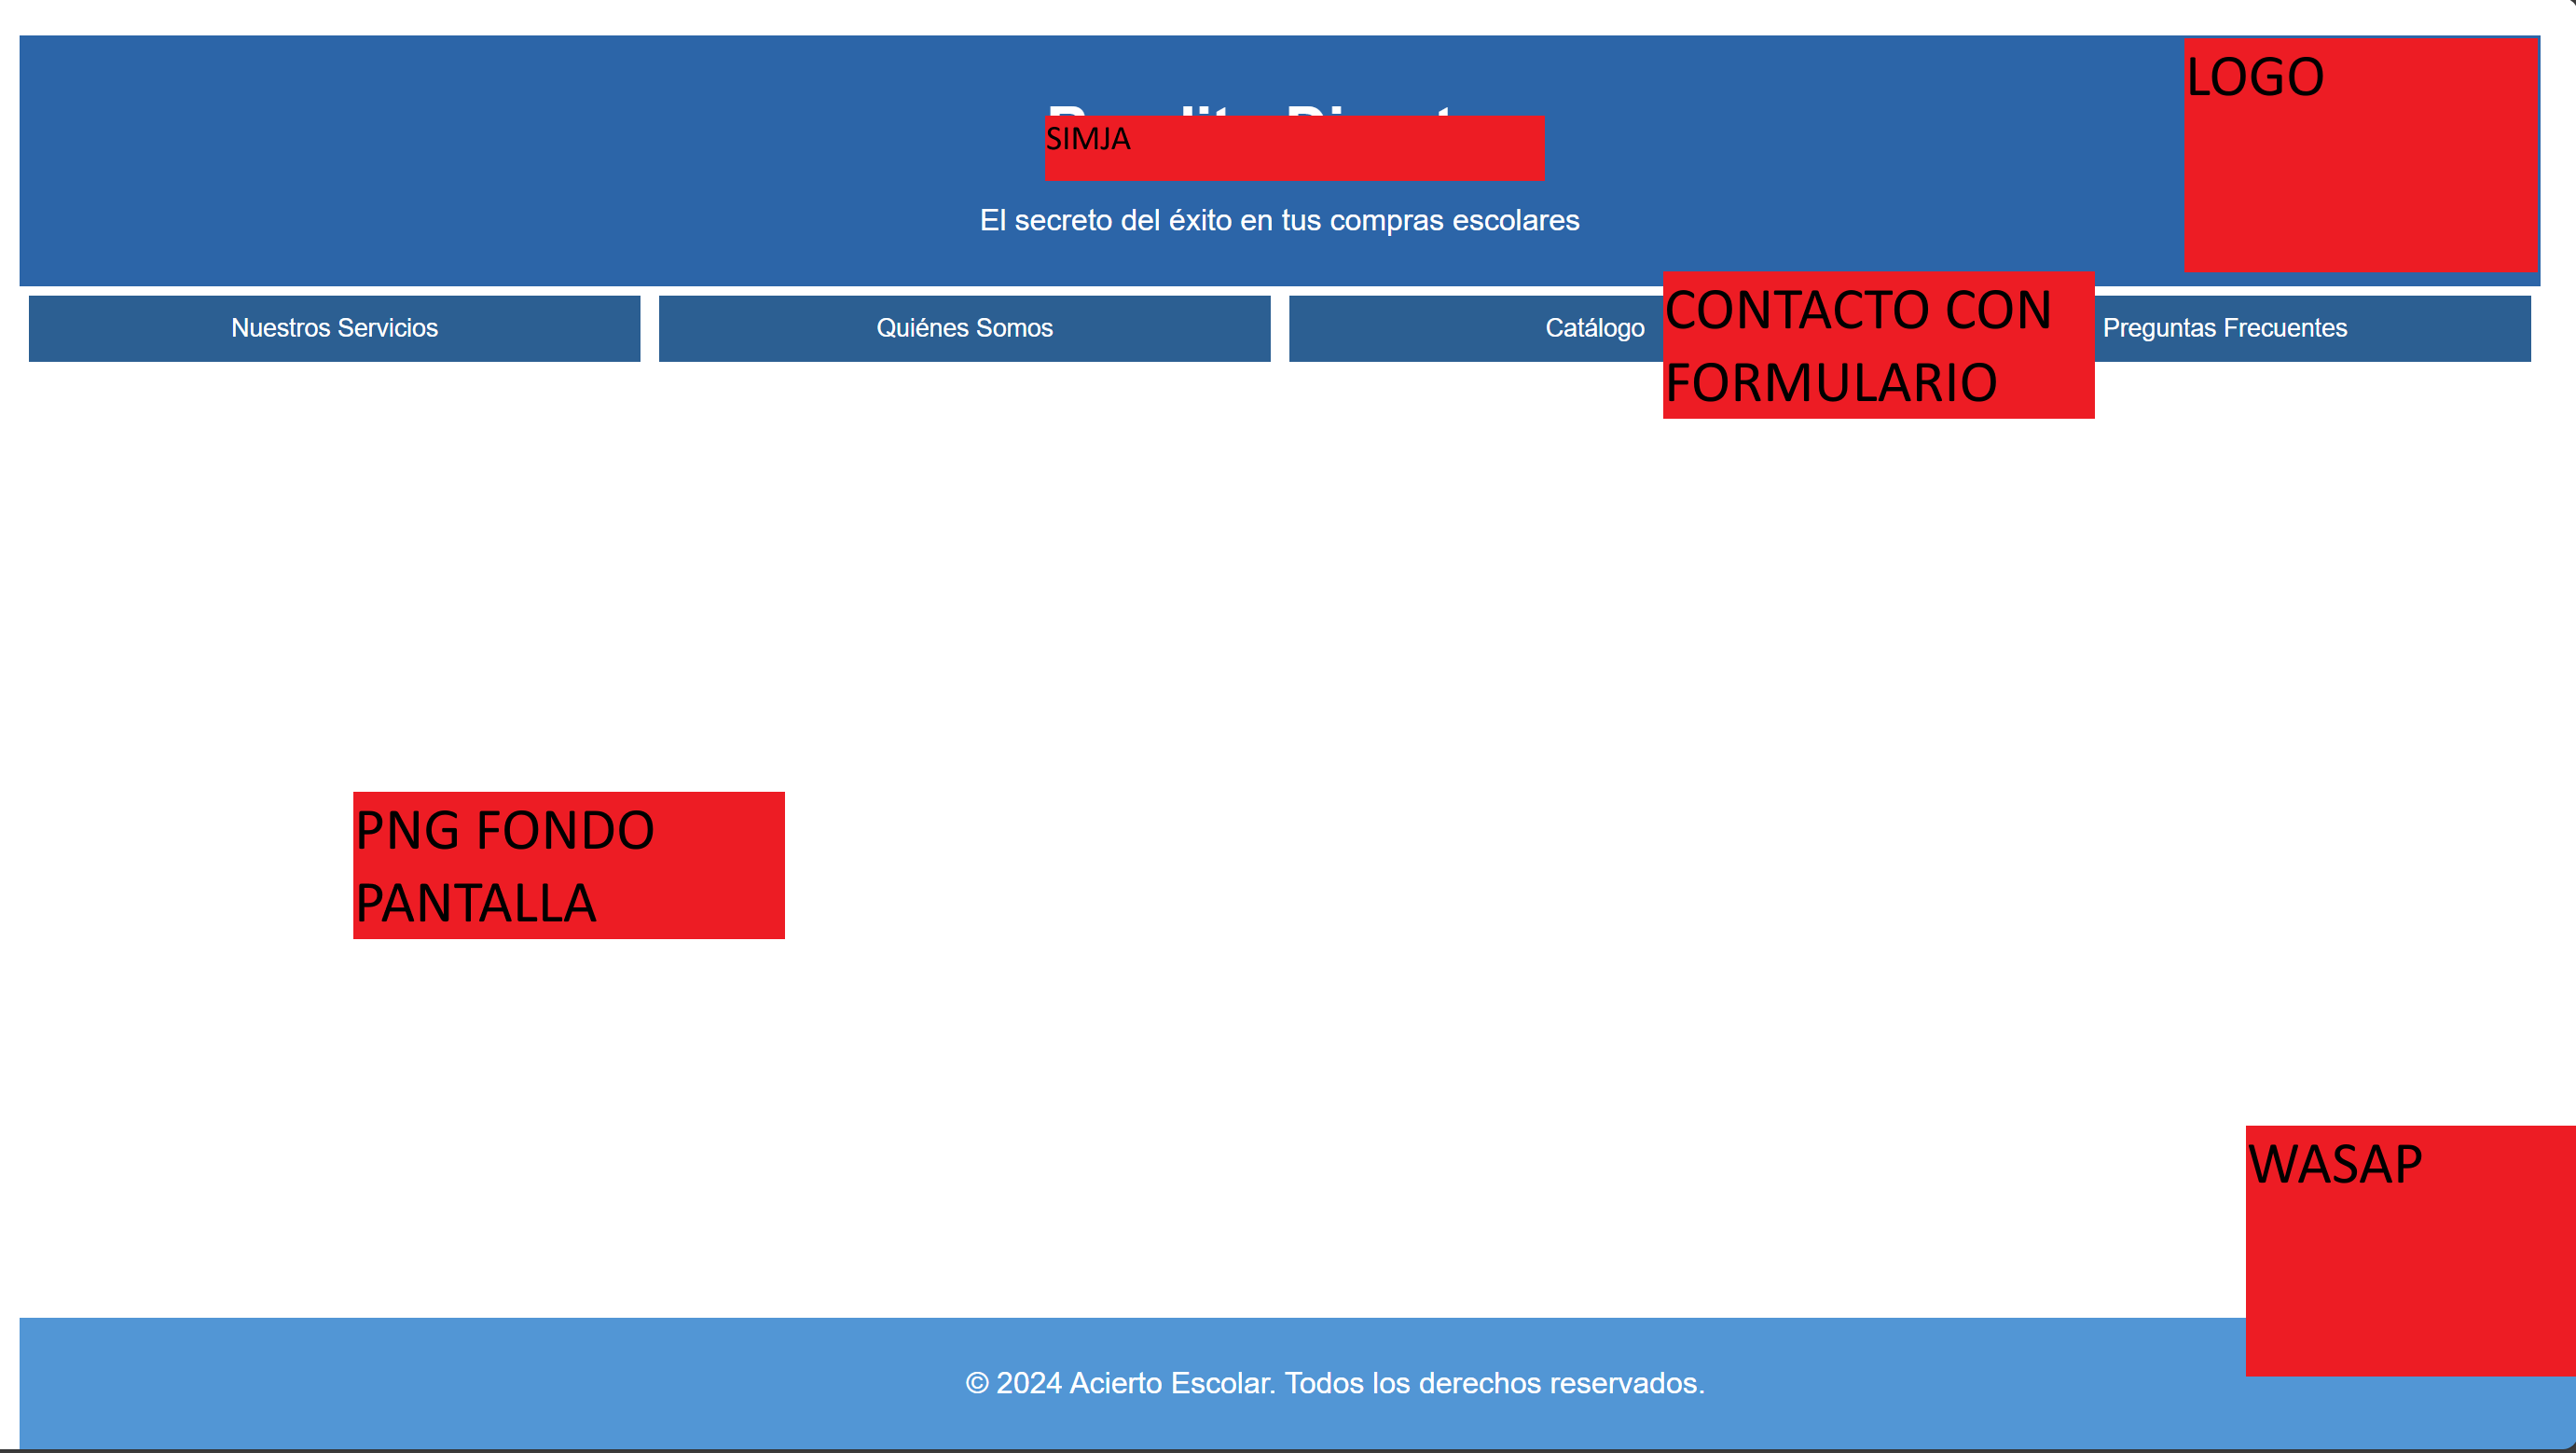 LOGO
SIMJA
El secreto del éxito en tus compras escolares
Nuestros Servicios
Quiénes Somos
Catálogo
CONTACTO CON
FORMULARIO
Preguntas Frecuentes
PNG FONDO
PANTALLA
WASAP
© 2024 Acierto Escolar. Todos los derechos reservados.